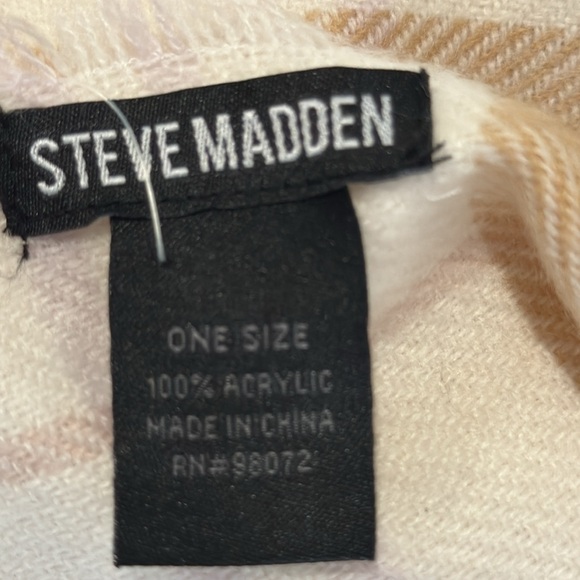 STEVE MADDEN
ONE SIZE
100% ACRYLIC
MADE IN CHINA
RN#98072